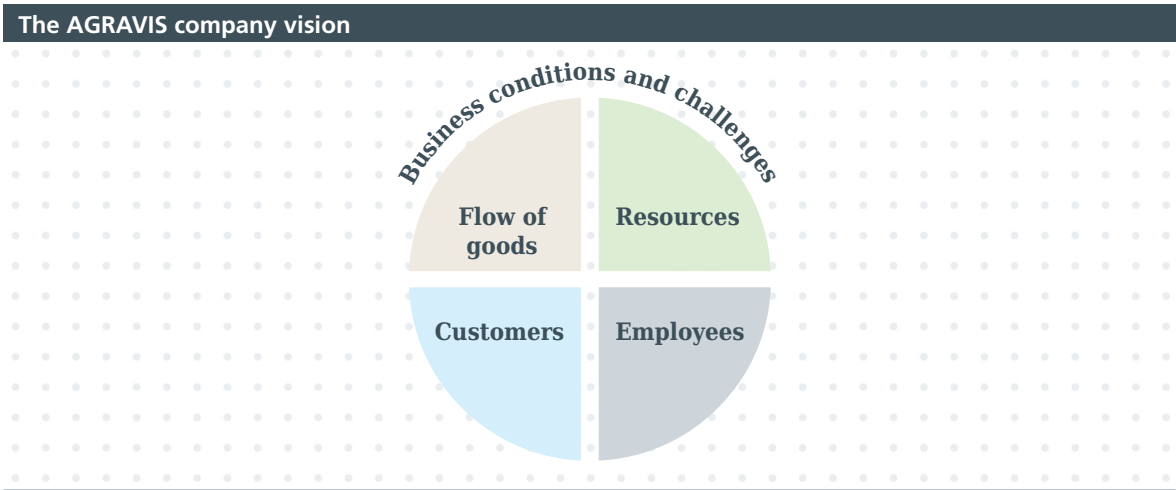 The AGRAVIS company vision
Business conditions and challenges
Flow of
goods
Resources
Customers
Employees